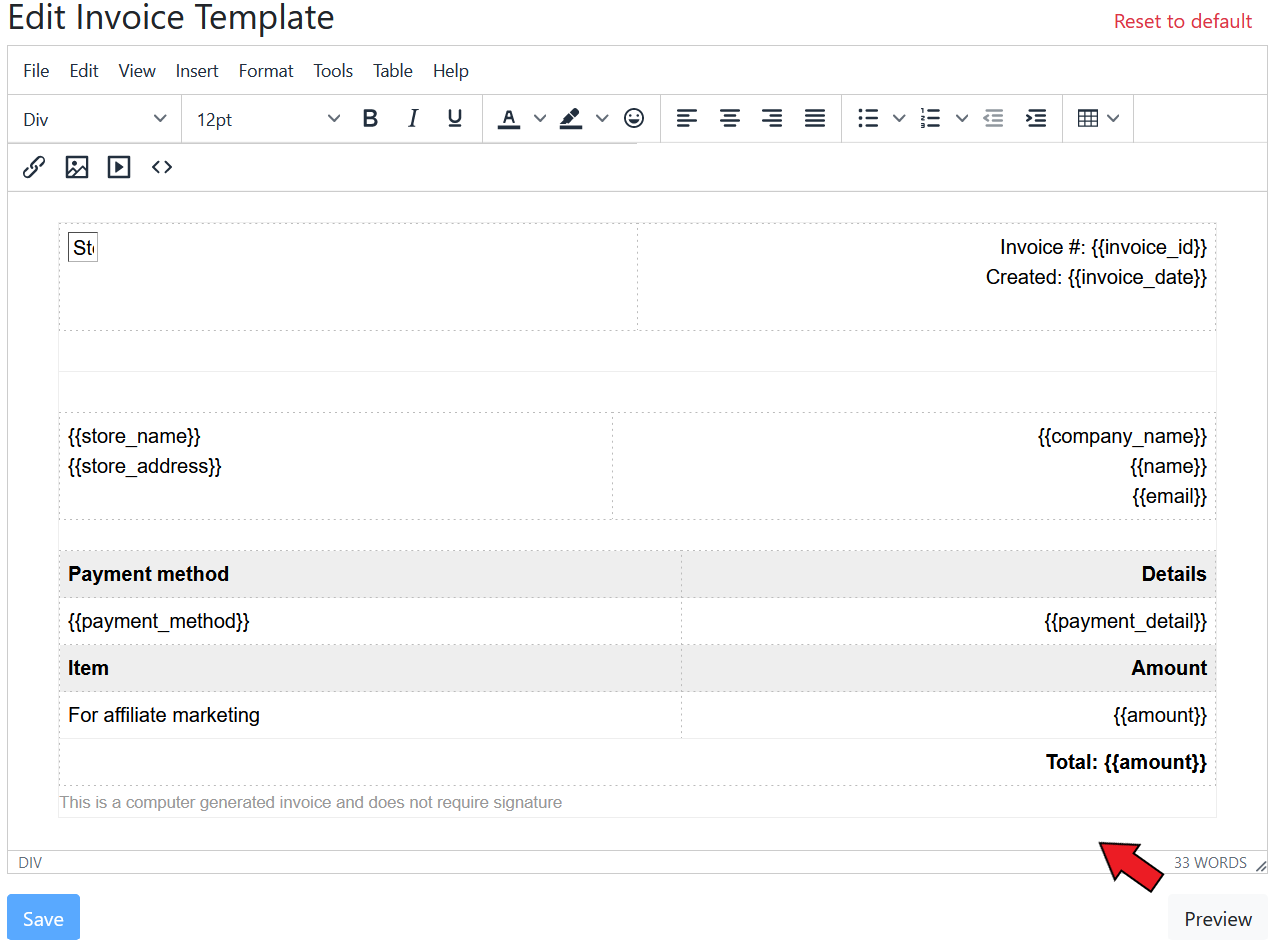 Edit Invoice Template
Reset to default
File Edit View Insert Format Tools Table Help
Div 12pt B I U A
Invoice #: {{invoice_id}}
Created: {{invoice_date}}
{{store_name}}
{{store_address}}
{{company_name}}
{{name}}
{{email}}
Payment method Details
{{payment_method}} {{payment_detail}}
Item Amount
For affiliate marketing {{amount}}
Total: {{amount}}
This is a computer generated invoice and does not require signature
DIV 33 WORDS
Save Preview